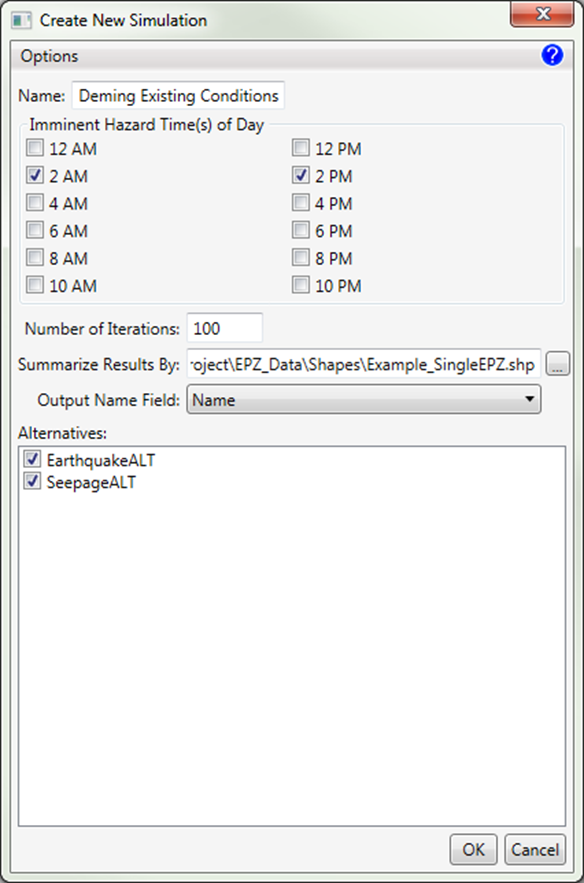 Create New Simulation
Options
Name: Deming Existing Conditions
Imminent Hazard Time(s) of Day
12 AM 12 PM
2 AM 2 PM
4 AM 4 PM
6 AM 6 PM
8 AM 8 PM
10 AM 10 PM
Number of Iterations: 100
Summarize Results By: roject\EPZ_Data\Shapes\Example_SingleEPZ.shp ...
Output Name Field: Name
Alternatives:
EarthquakeALT
SeepageALT
OK Cancel